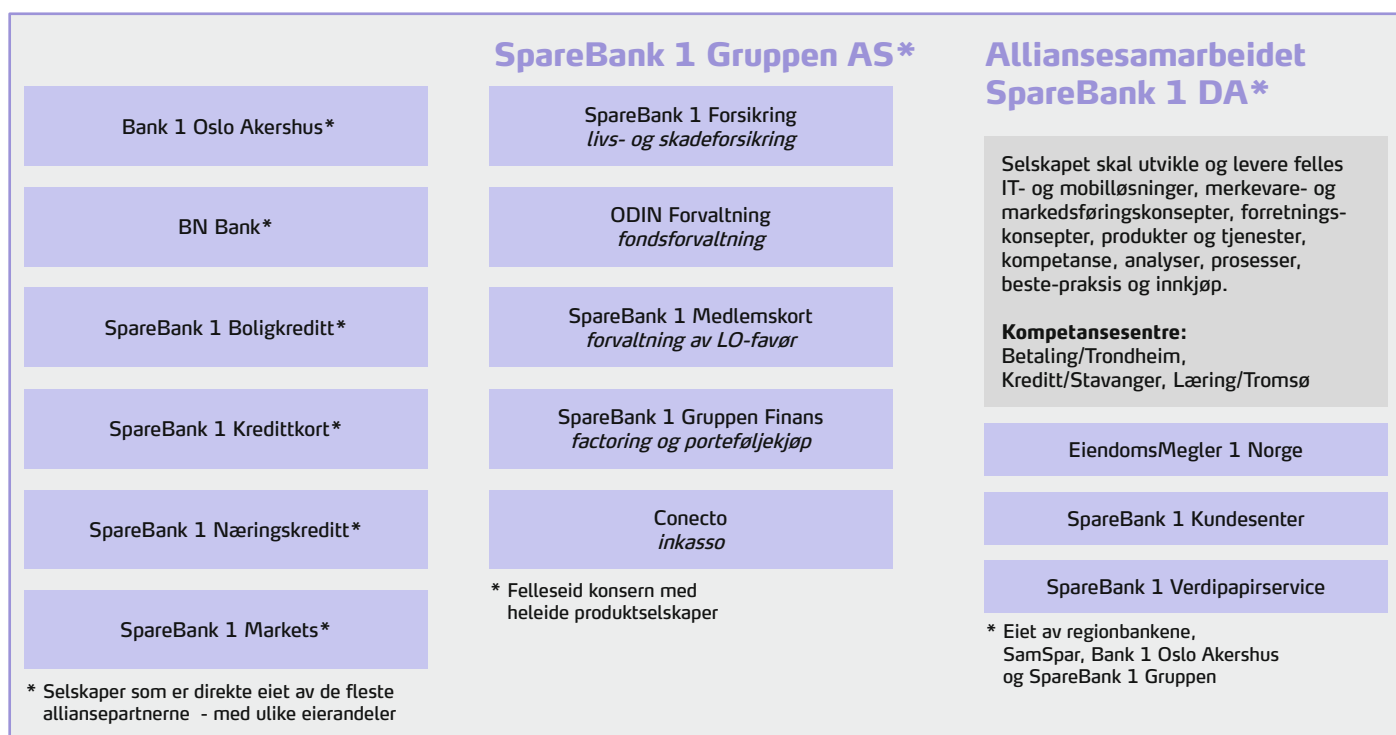 Bank 1 Oslo Akershus*
BN Bank*
SpareBank 1 Boligkreditt*
SpareBank 1 Kredittkort*
SpareBank 1 Næringskreditt*
SpareBank 1 Markets*
* Selskaper som er direkte eiet av de fleste
alliansepartnerne - med ulike eierandeler
SpareBank 1 Gruppen AS*
SpareBank 1 Forsikring
livs- og skadeforsikring
ODIN Forvaltning
fondsforvaltning
SpareBank 1 Medlemskort
forvaltning av LO-favør
SpareBank 1 Gruppen Finans
factoring og porteføljekjøp
Conecto
inkasso
* Felleseid konsern med
heleide produktselskaper
Alliansesamarbeidet
SpareBank 1 DA*
Selskapet skal utvikle og levere felles
IT- og mobilløsninger, merkevare- og
markedsføringskonsepter, forretnings-
konsepter, produkter og tjenester,
kompetanse, analyser, prosesser,
beste-praksis og innkjøp.
Kompetansesentre:
Betaling/Trondheim,
Kreditt/Stavanger, Læring/Tromsø
EiendomsMegler 1 Norge
SpareBank 1 Kundesenter
SpareBank 1 Verdipapirservice
* Eiet av regionbankene,
SamSpar, Bank 1 Oslo Akershus
og SpareBank 1 Gruppen